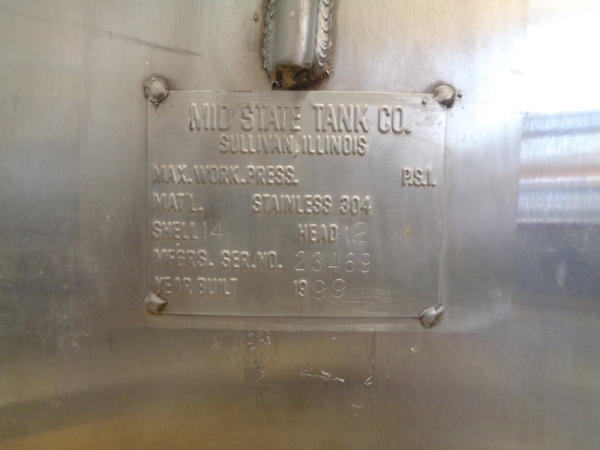 MID STATE TANK CO.
SULLIVAN, ILLINOIS
MAX. WORK. PRESS. P.S.I.
MAT'L. STAINLESS 304
SHELL 14 HEAD 12
MFGRS. SER. NO. 23469
YEAR BUILT 1999